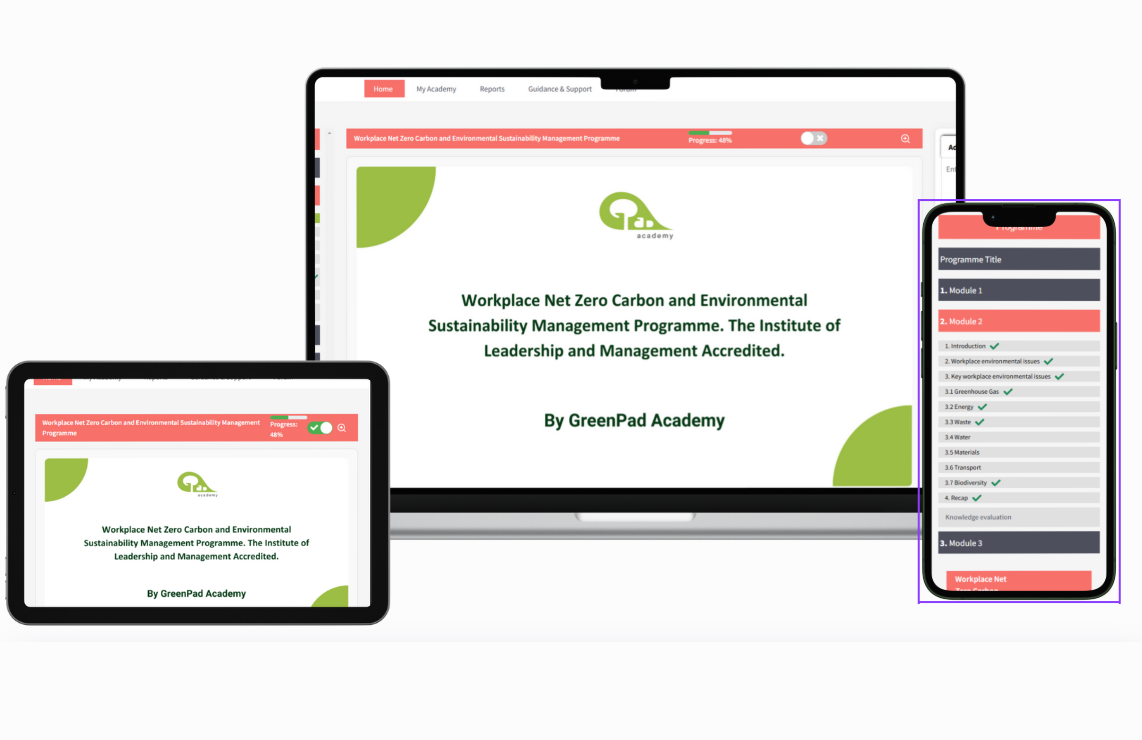 Home My Academy Reports Guidance & Support Forum
Workplace Net Zero Carbon and Environmental Sustainability Management Programme
Progress: 48%
academy
Workplace Net Zero Carbon and Environmental
Sustainability Management Programme. The Institute of
Leadership and Management Accredited.
By GreenPad Academy
Workplace Net Zero Carbon and Environmental Sustainability Management
Programme
Progress:
48%
academy
Workplace Net Zero Carbon and Environmental
Sustainability Management Programme. The Institute of
Leadership and Management Accredited.
By GreenPad Academy
Programme
Programme Title
1. Module 1
2. Module 2
1. Introduction
2. Workplace environmental issues
3. Key workplace environmental issues
3.1 Greenhouse Gas
3.2 Energy
3.3 Waste
3.4 Water
3.5 Materials
3.6 Transport
3.7 Biodiversity
4. Recap
Knowledge evaluation
3. Module 3
Workplace Net
Zero Carbon